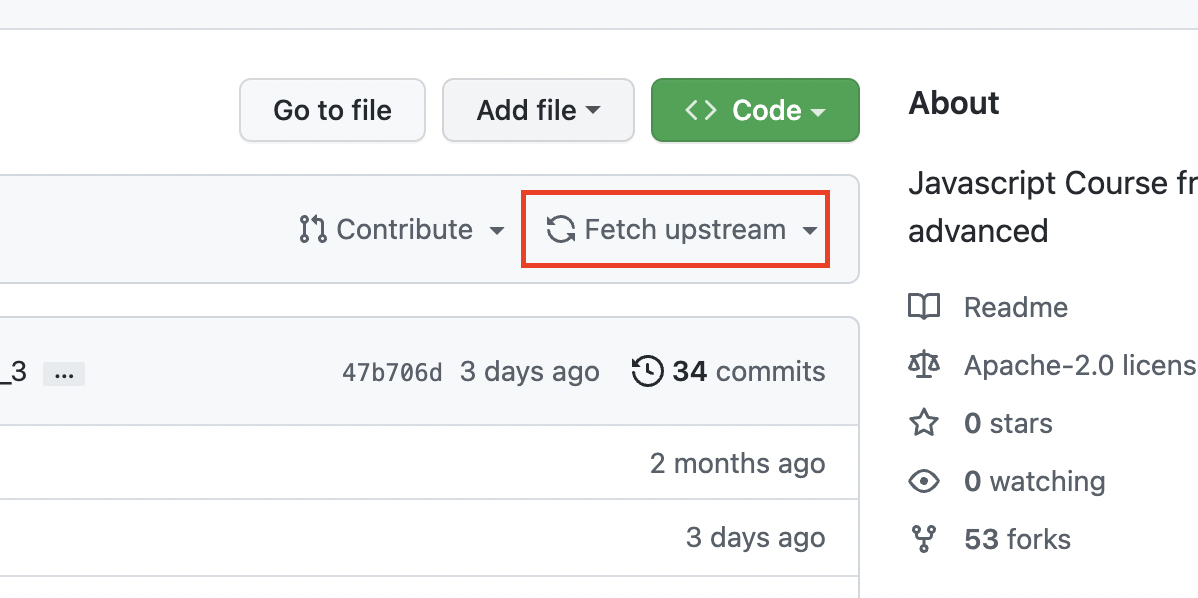 Go to file
Add file
Code
Contribute
Fetch upstream
_3
...
47b706d 3 days ago 34 commits
2 months ago
3 days ago
About
Javascript Course fr
advanced
Readme
Apache-2.0 licens
0 stars
0 watching
53 forks